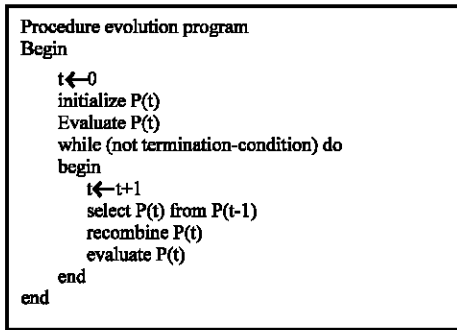 Procedure evolution program
Begin
t←0
initialize P(t)
Evaluate P(t)
while (not termination-condition) do
begin
t←t+1
select P(t) from P(t-1)
recombine P(t)
evaluate P(t)
end
end